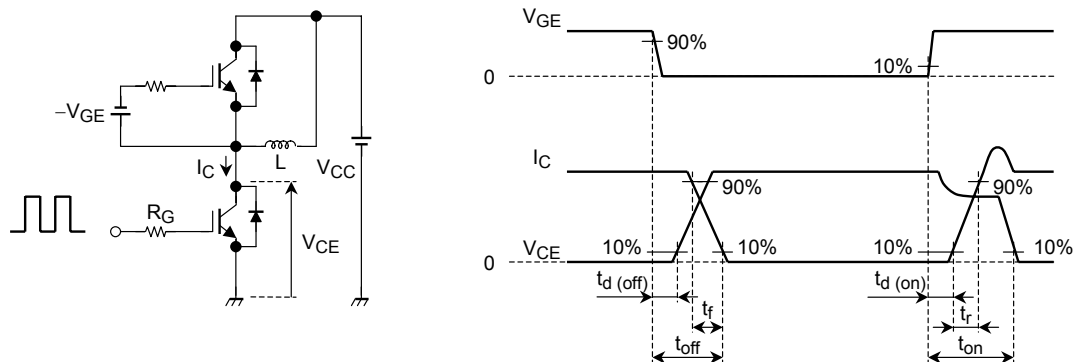 –VGE
IC
L
VCC
RG
VCE
VGE
90%
10%
0
IC
90%
90%
VCE
10%
10%
10%
10%
0
td (off)
td (on)
tf
tr
toff
ton